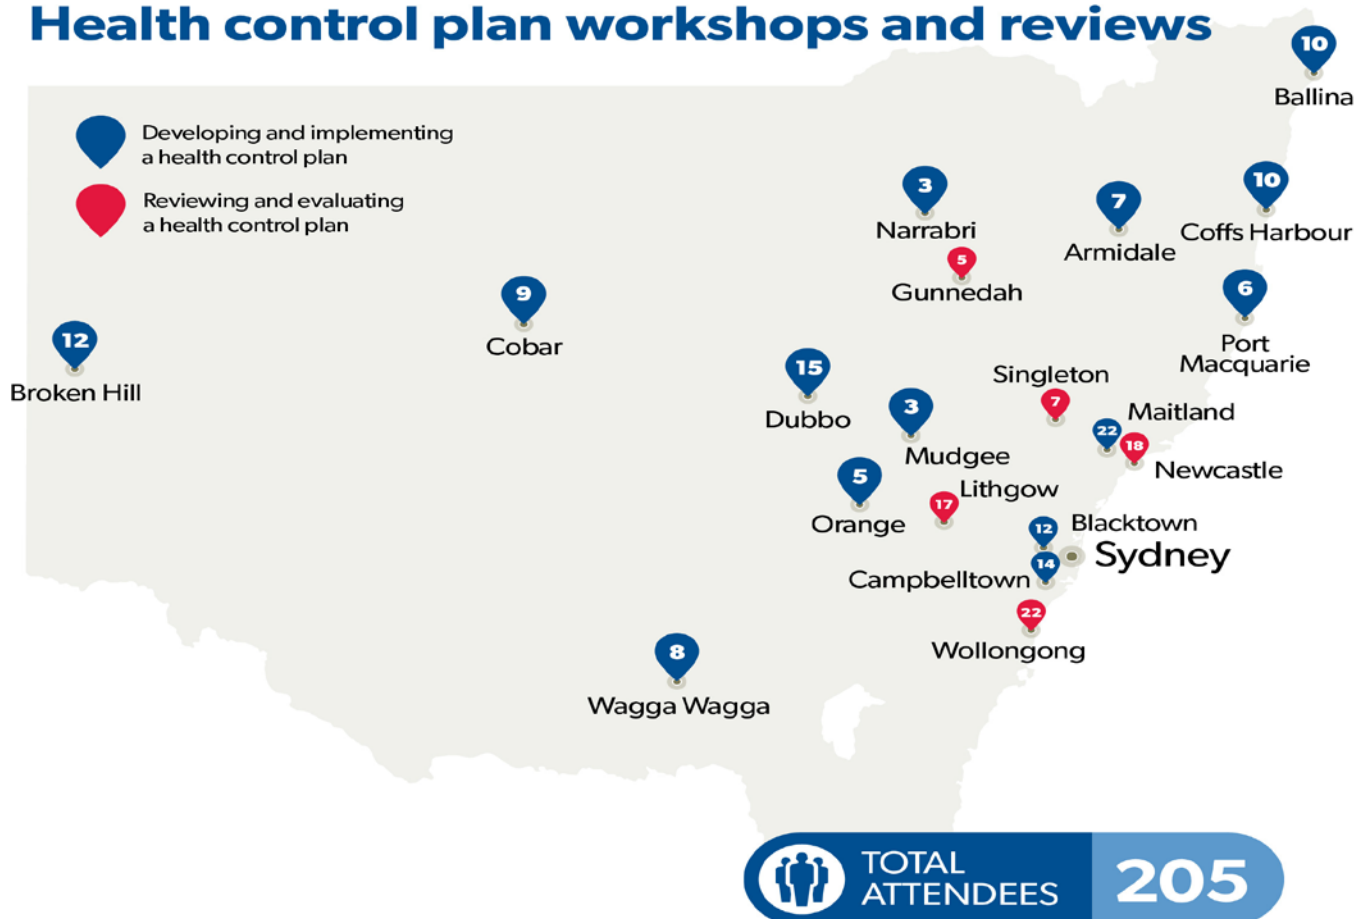 Health control plan workshops and reviews
10
Ballina
Developing and implementing
a health control plan
Reviewing and evaluating
a health control plan
3
Narrabri
7
Armidale
10
Coffs Harbour
5
Gunnedah
9
Cobar
6
Port
Macquarie
12
Broken Hill
15
Dubbo
3
Mudgee
Singleton
7
Maitland
22
18
Newcastle
5
Orange
Lithgow
17
12
Blacktown
Sydney
14
Campbelltown
22
Wollongong
8
Wagga Wagga
TOTAL
ATTENDEES
205